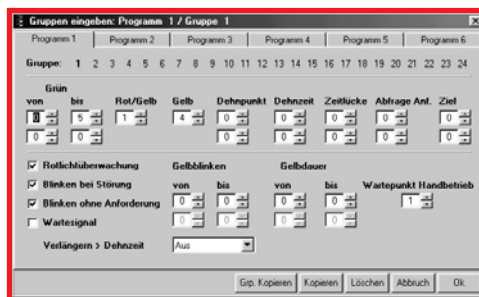 Gruppen eingeben: Programm 1 / Gruppe 1
Programm 1 Programm 2 Programm 3 Programm 4 Programm 5 Programm 6
Gruppe: 1 2 3 4 5 6 7 8 9 10 11 12 13 14 15 16 17 18 19 20 21 22 23 24
Grün
von bis Rot/Gelb Gelb Dehnpunkt Dehnzeit Zeitlücke Abfrage Anf. Ziel
0 5 1 4 0 0 0 0 0
0 0 0 0 0 0 0
Rotlichtüberwachung Gelbblinken Gelbdauer
Blinken bei Störung von bis von bis Wartepunkt Handbetrieb
Blinken ohne Anforderung 0 0 0 0 1
Wartesignal 0 0 0 0
Verlängern > Dehnzeit Aus
Grp. Kopieren Kopieren Löschen Abbruch Ok